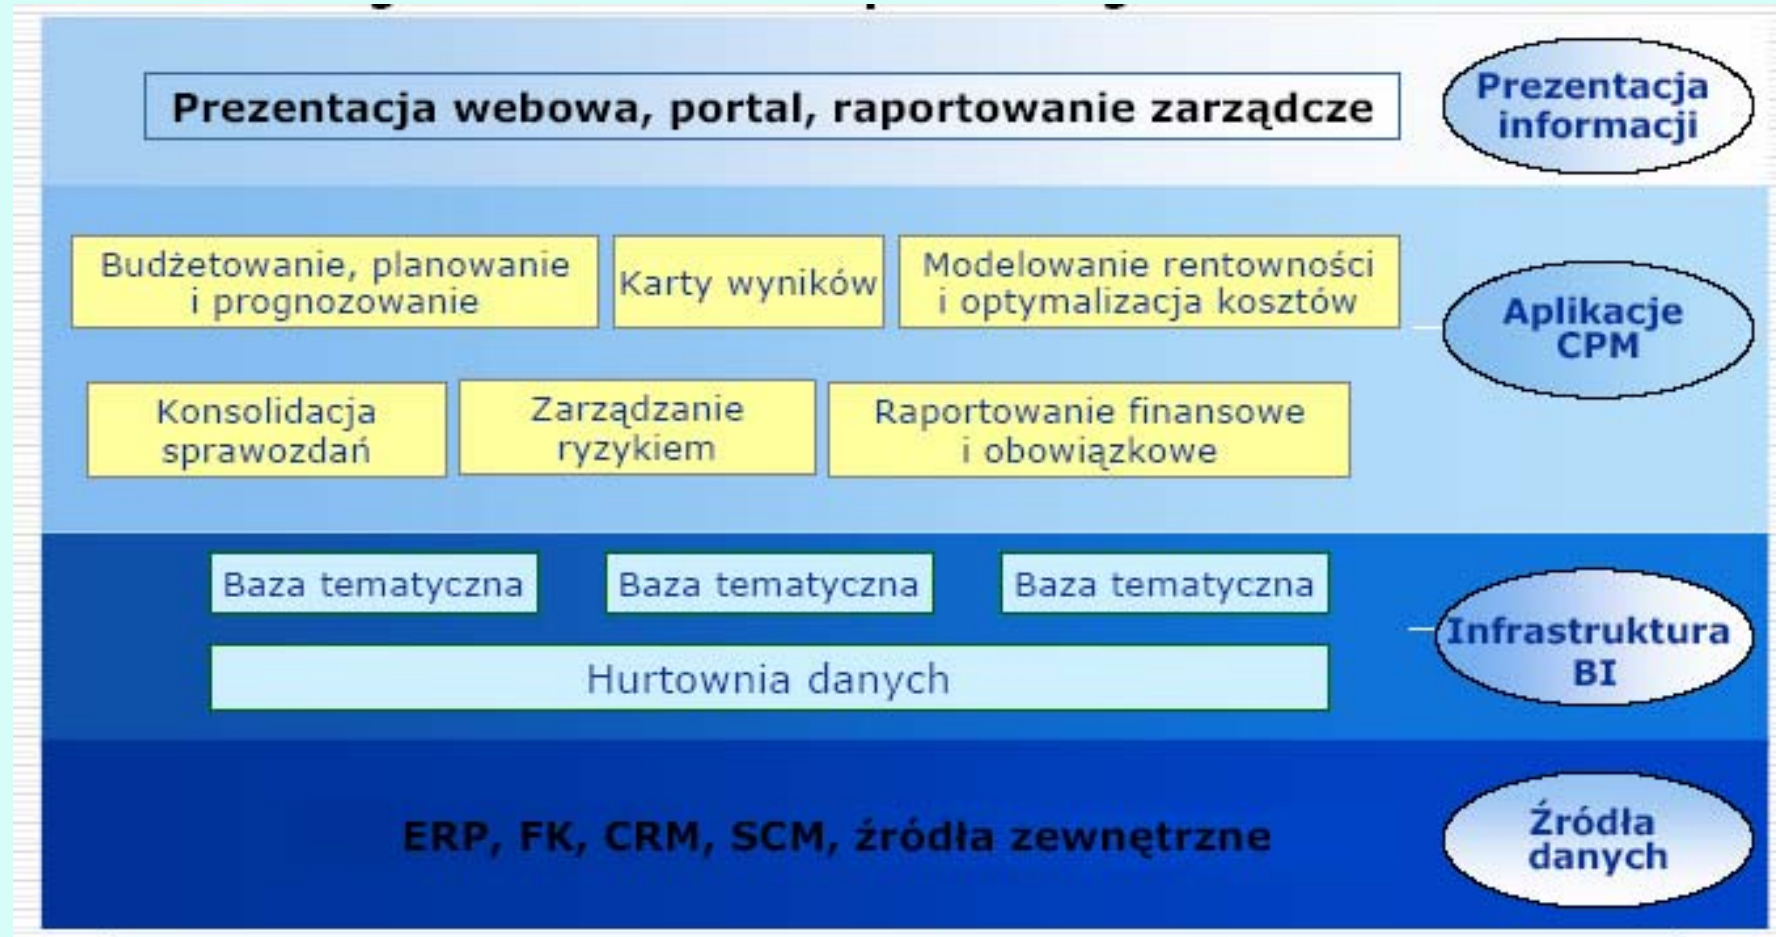 Prezentacja webowa, portal, raportowanie zarządcze
Prezentacja
informacji
Budżetowanie, planowanie
i prognozowanie
Karty wyników
Modelowanie rentowności
i optymalizacja kosztów
Aplikacje
CPM
Konsolidacja
sprawozdań
Zarządzanie
ryzykiem
Raportowanie finansowe
i obowiązkowe
Baza tematyczna
Baza tematyczna
Baza tematyczna
Hurtownia danych
Infrastruktura
BI
ERP, FK, CRM, SCM, źródła zewnętrzne
Źródła
danych